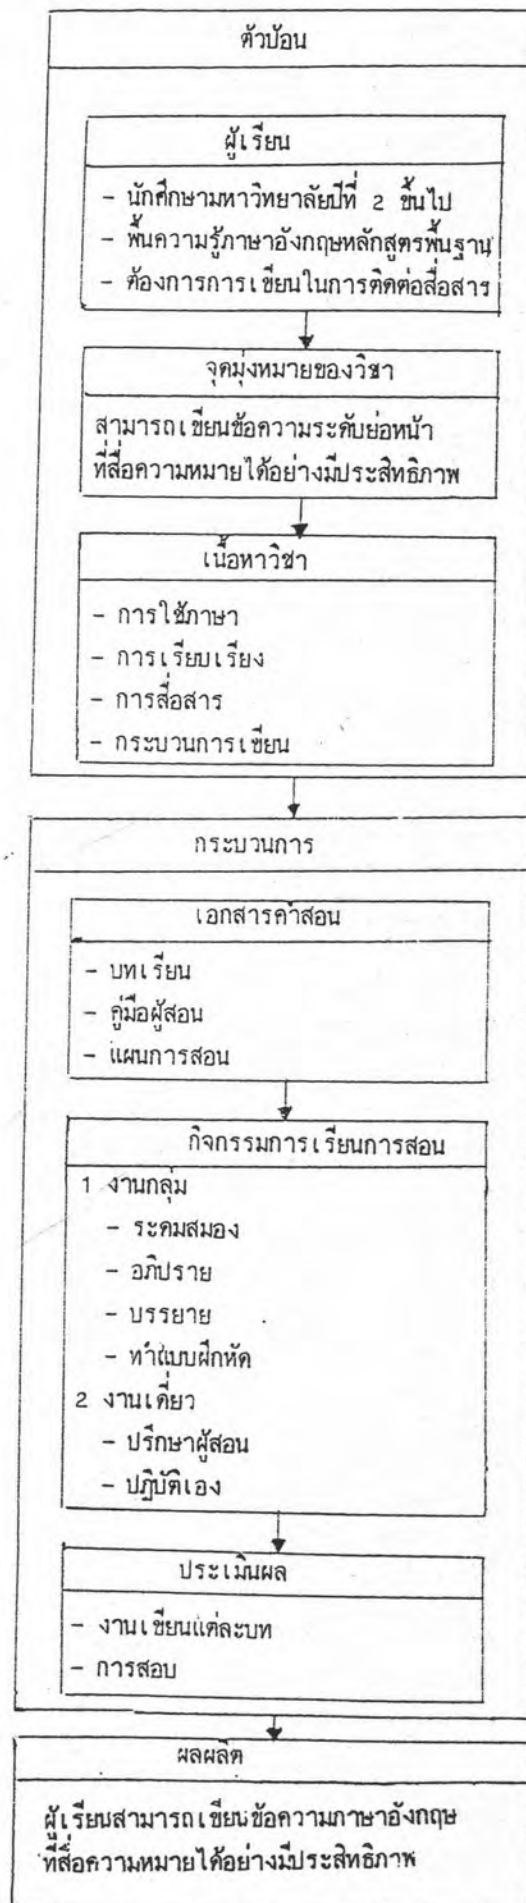 ตัวป้อน
ผู้เรียน
- นักศึกษามหาวิทยาลัยปีที่ 2 ขึ้นไป
- พื้นความรู้ภาษาอังกฤษหลักสูตรพื้นฐาน
- ต้องการการเขียนในการติดต่อสื่อสาร
จุดมุ่งหมายของวิชา
สามารถเขียนข้อความระดับย่อหน้า
ที่สื่อความหมายได้อย่างมีประสิทธิภาพ
เนื้อหาวิชา
- การใช้ภาษา
- การเรียบเรียง
- การสื่อสาร
- กระบวนการเขียน
กระบวนการ
เอกสารคำสอน
- บทเรียน
- คู่มือผู้สอน
- แผนการสอน
กิจกรรมการเรียนการสอน
1 งานกลุ่ม
- ระดมสมอง
- อภิปราย
- บรรยาย
- ทำแบบฝึกหัด
2 งานเดี่ยว
- ปรึกษาผู้สอน
- ปฏิบัติเอง
ประเมินผล
- งานเขียนแต่ละบท
- การสอบ
ผลผลิต
ผู้เรียนสามารถเขียนข้อความภาษาอังกฤษ
ที่สื่อความหมายได้อย่างมีประสิทธิภาพ